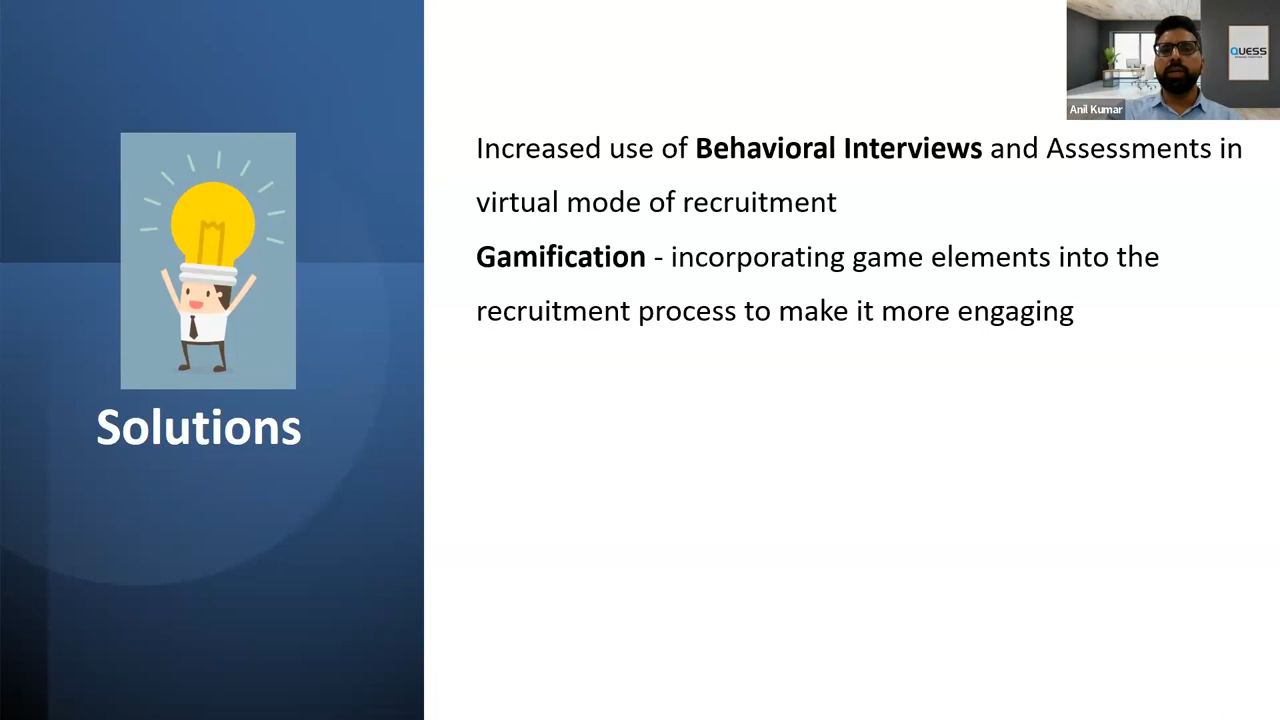 QUESS
Anil Kumar
Increased use of Behavioral Interviews and Assessments in
virtual mode of recruitment
Gamification - incorporating game elements into the
recruitment process to make it more engaging
Solutions